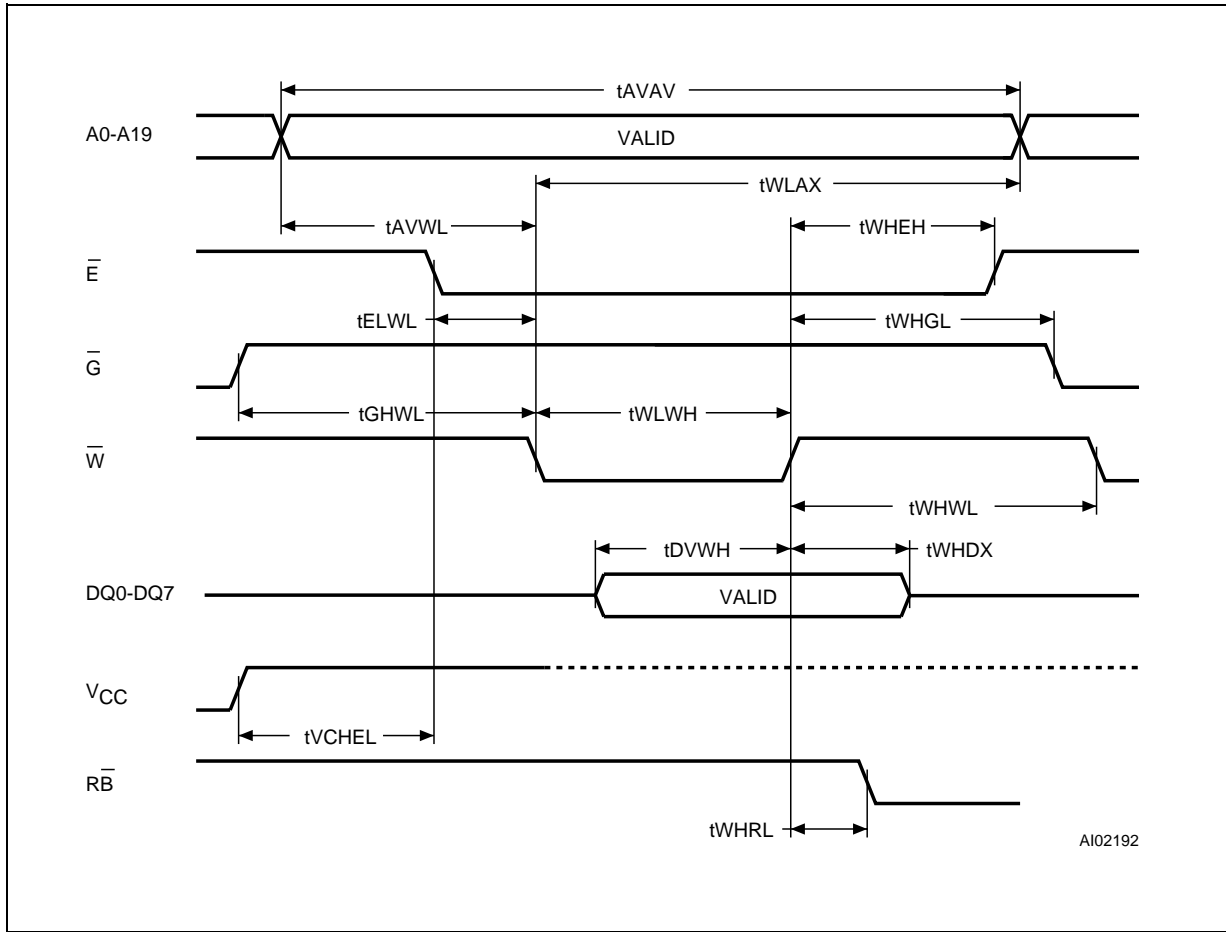 tAVAV
A0-A19
VALID
tWLAX
tAVWL
tWHEH
E̅
tELWL
tWHGL
G̅
tGHWL
tWLWH
W̅
tWHWL
tDVWH
tWHDX
DQ0-DQ7
VALID
VCC
tVCHEL
RB̅
tWHRL
AI02192